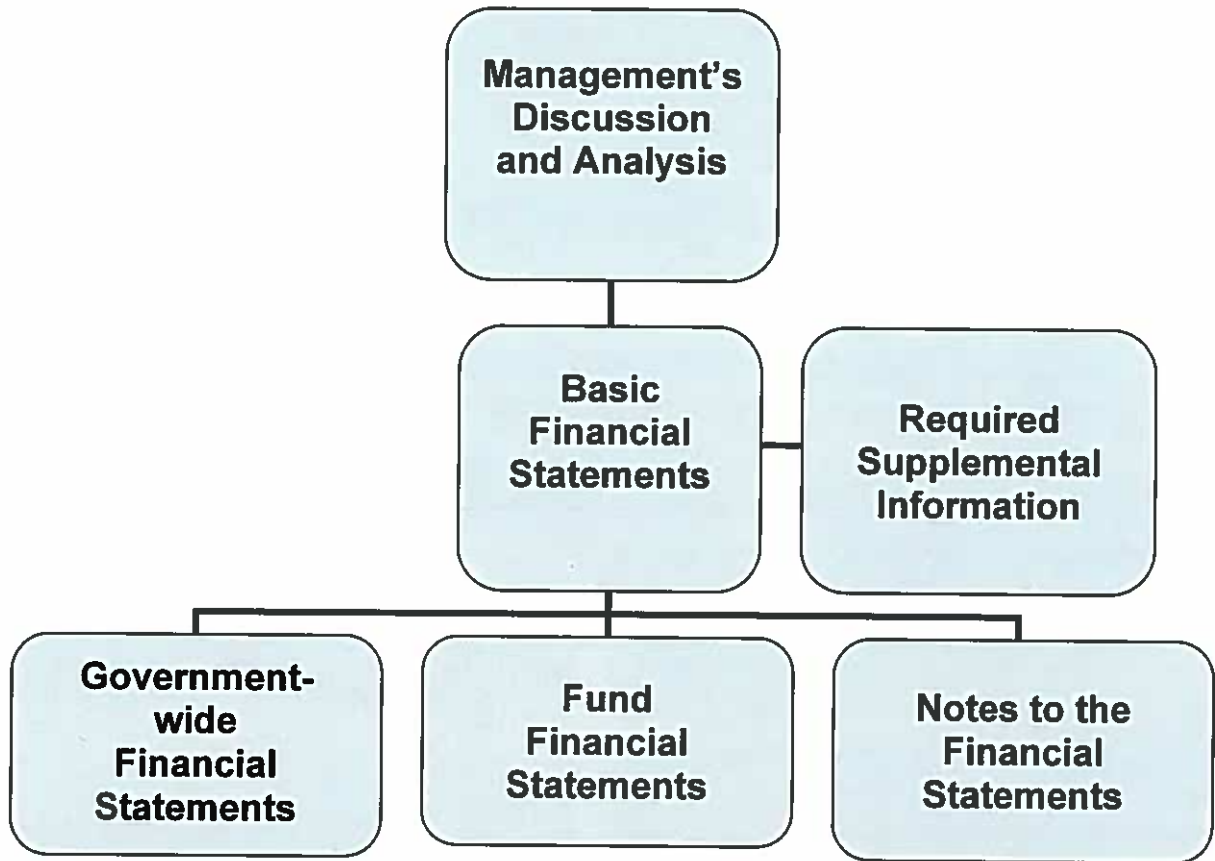 Management's
Discussion
and Analysis
Basic
Financial
Statements
Required
Supplemental
Information
Government-
wide
Financial
Statements
Fund
Financial
Statements
Notes to the
Financial
Statements